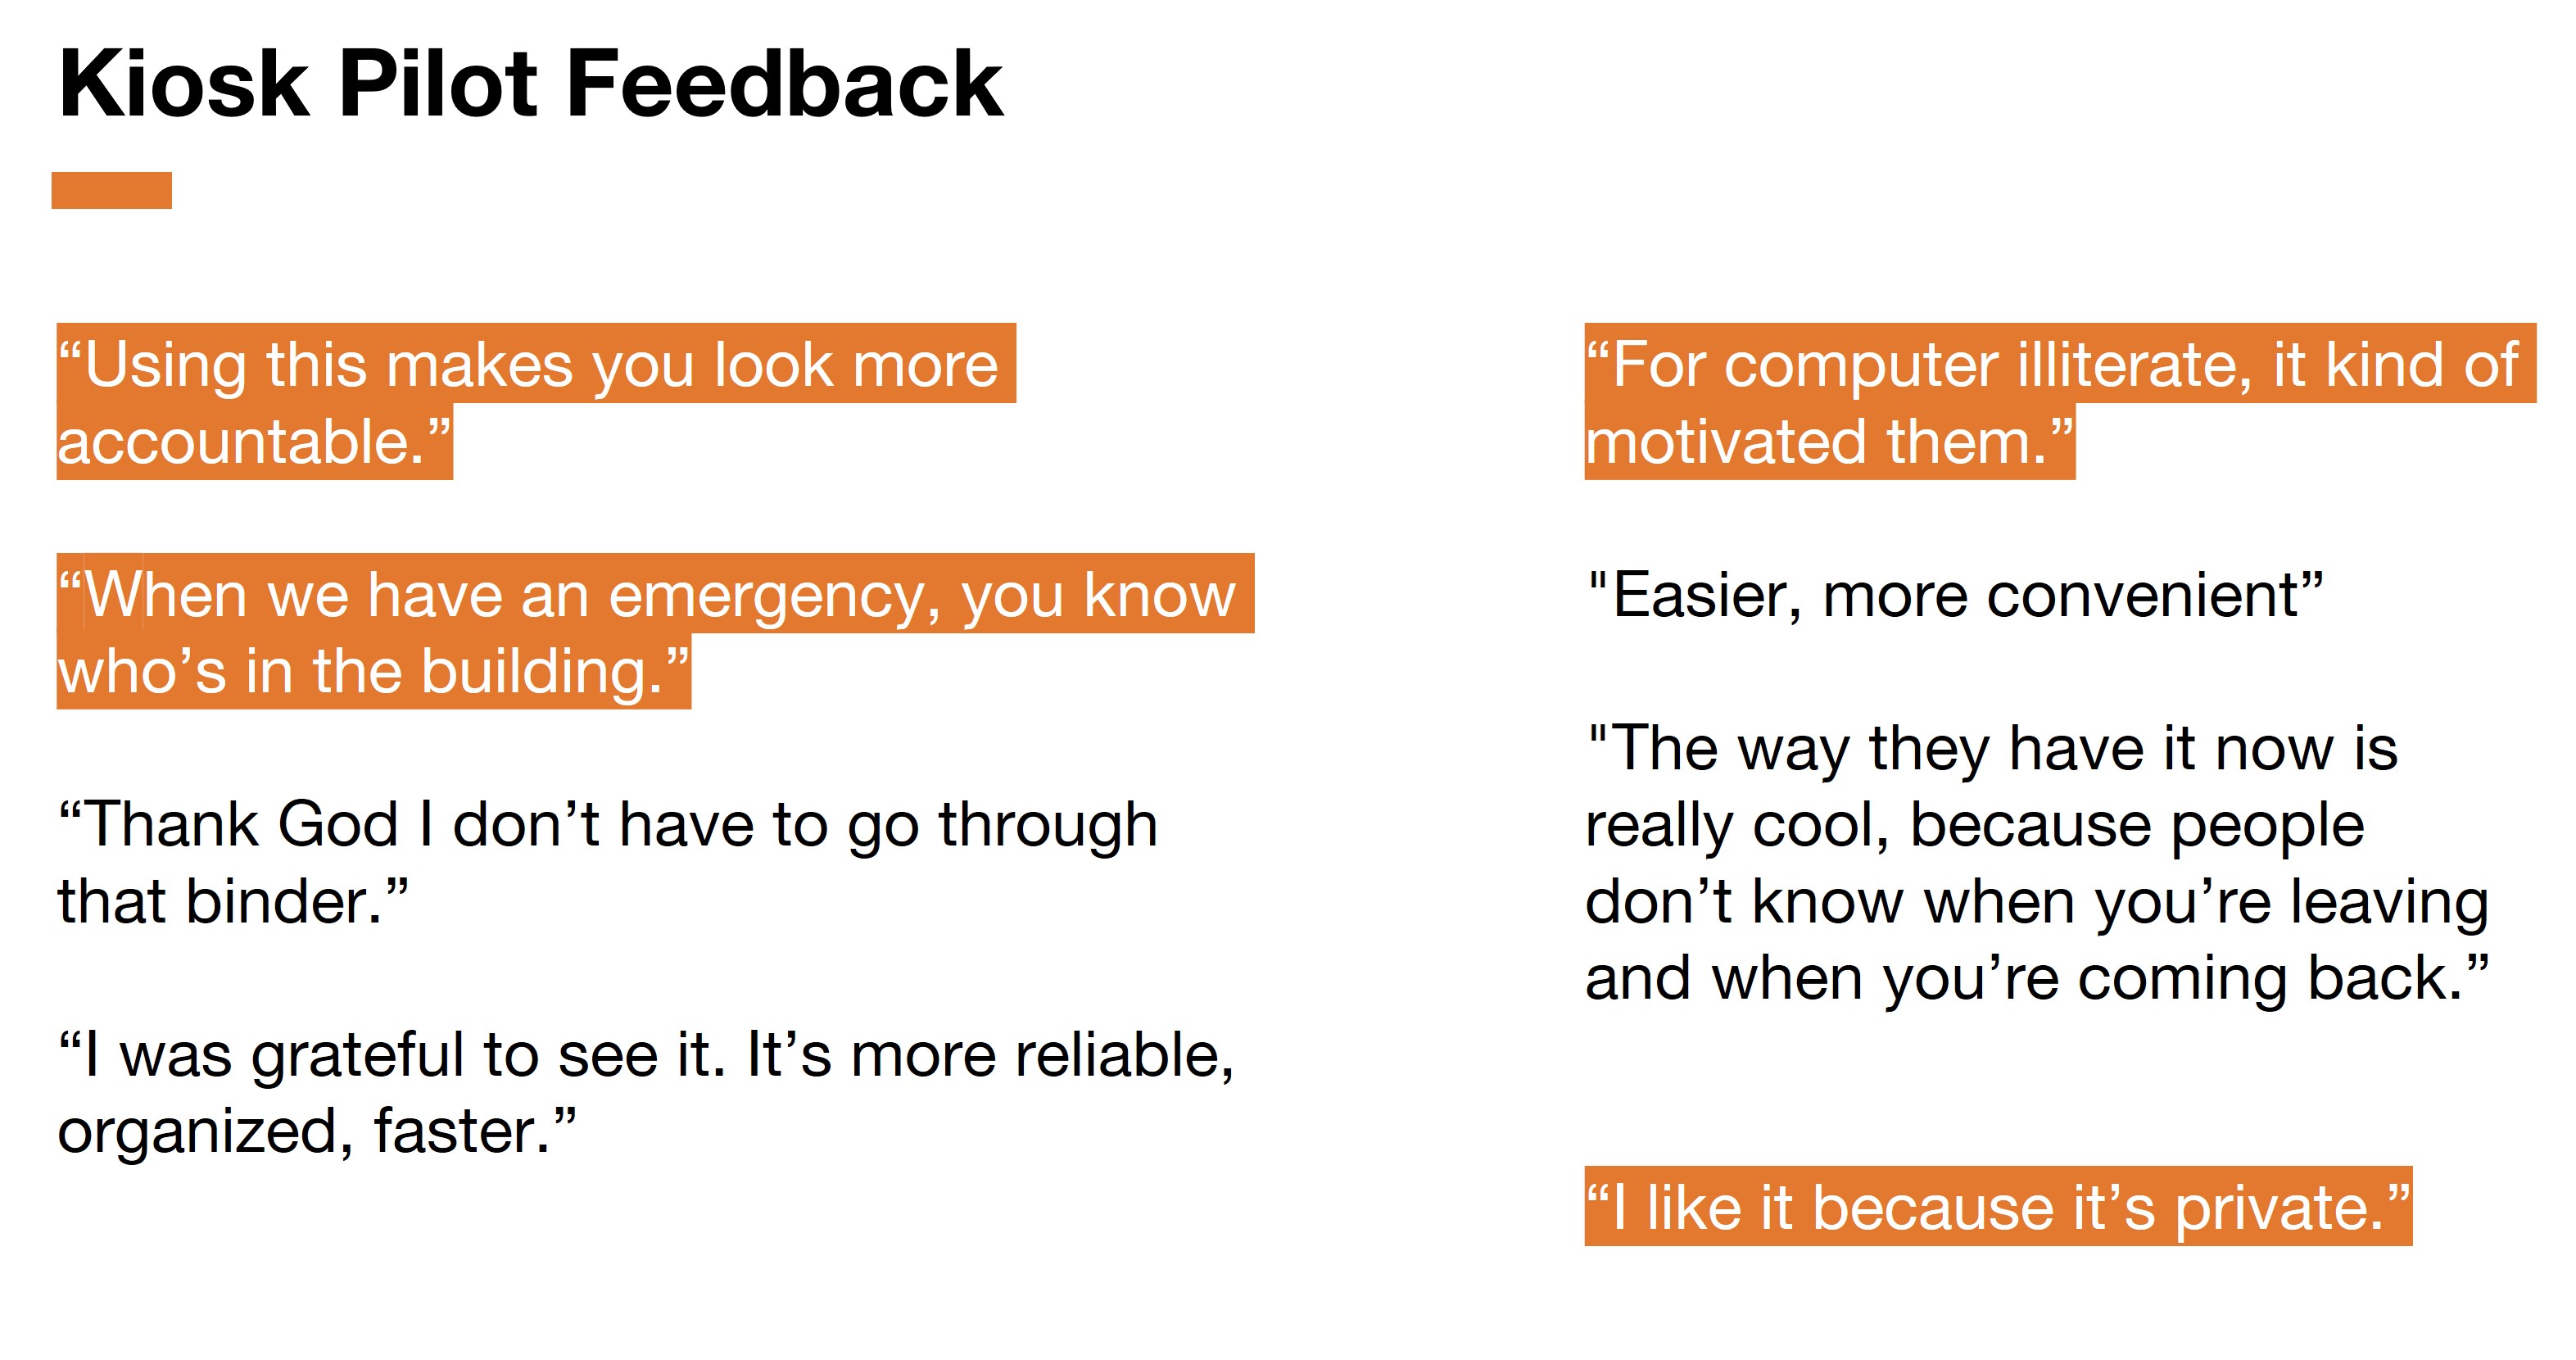 Kiosk Pilot Feedback
“Using this makes you look more
accountable.”
“When we have an emergency, you know
who’s in the building.”
“Thank God I don’t have to go through
that binder.”
“I was grateful to see it. It’s more reliable,
organized, faster.”
“For computer illiterate, it kind of
motivated them.”
"Easier, more convenient”
"The way they have it now is
really cool, because people
don’t know when you’re leaving
and when you’re coming back.”
“I like it because it’s private.”